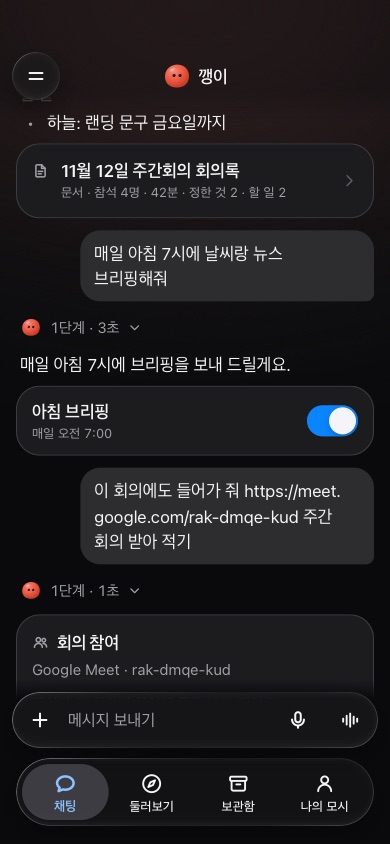 깽이
• 하늘: 랜딩 문구 금요일까지
11월 12일 주간회의 회의록
문서 · 참석 4명 · 42분 · 정한 것 2 · 할 일 2
매일 아침 7시에 날씨랑 뉴스
브리핑해줘
1단계 · 3초
매일 아침 7시에 브리핑을 보내 드릴게요.
아침 브리핑
매일 오전 7:00
이 회의에도 들어가 줘 https://meet.
google.com/rak-dmqe-kud 주간
회의 받아 적기
1단계 · 1초
회의 참여
Google Meet · rak-dmqe-kud
메시지 보내기
채팅
둘러보기
보관함
나의 모시